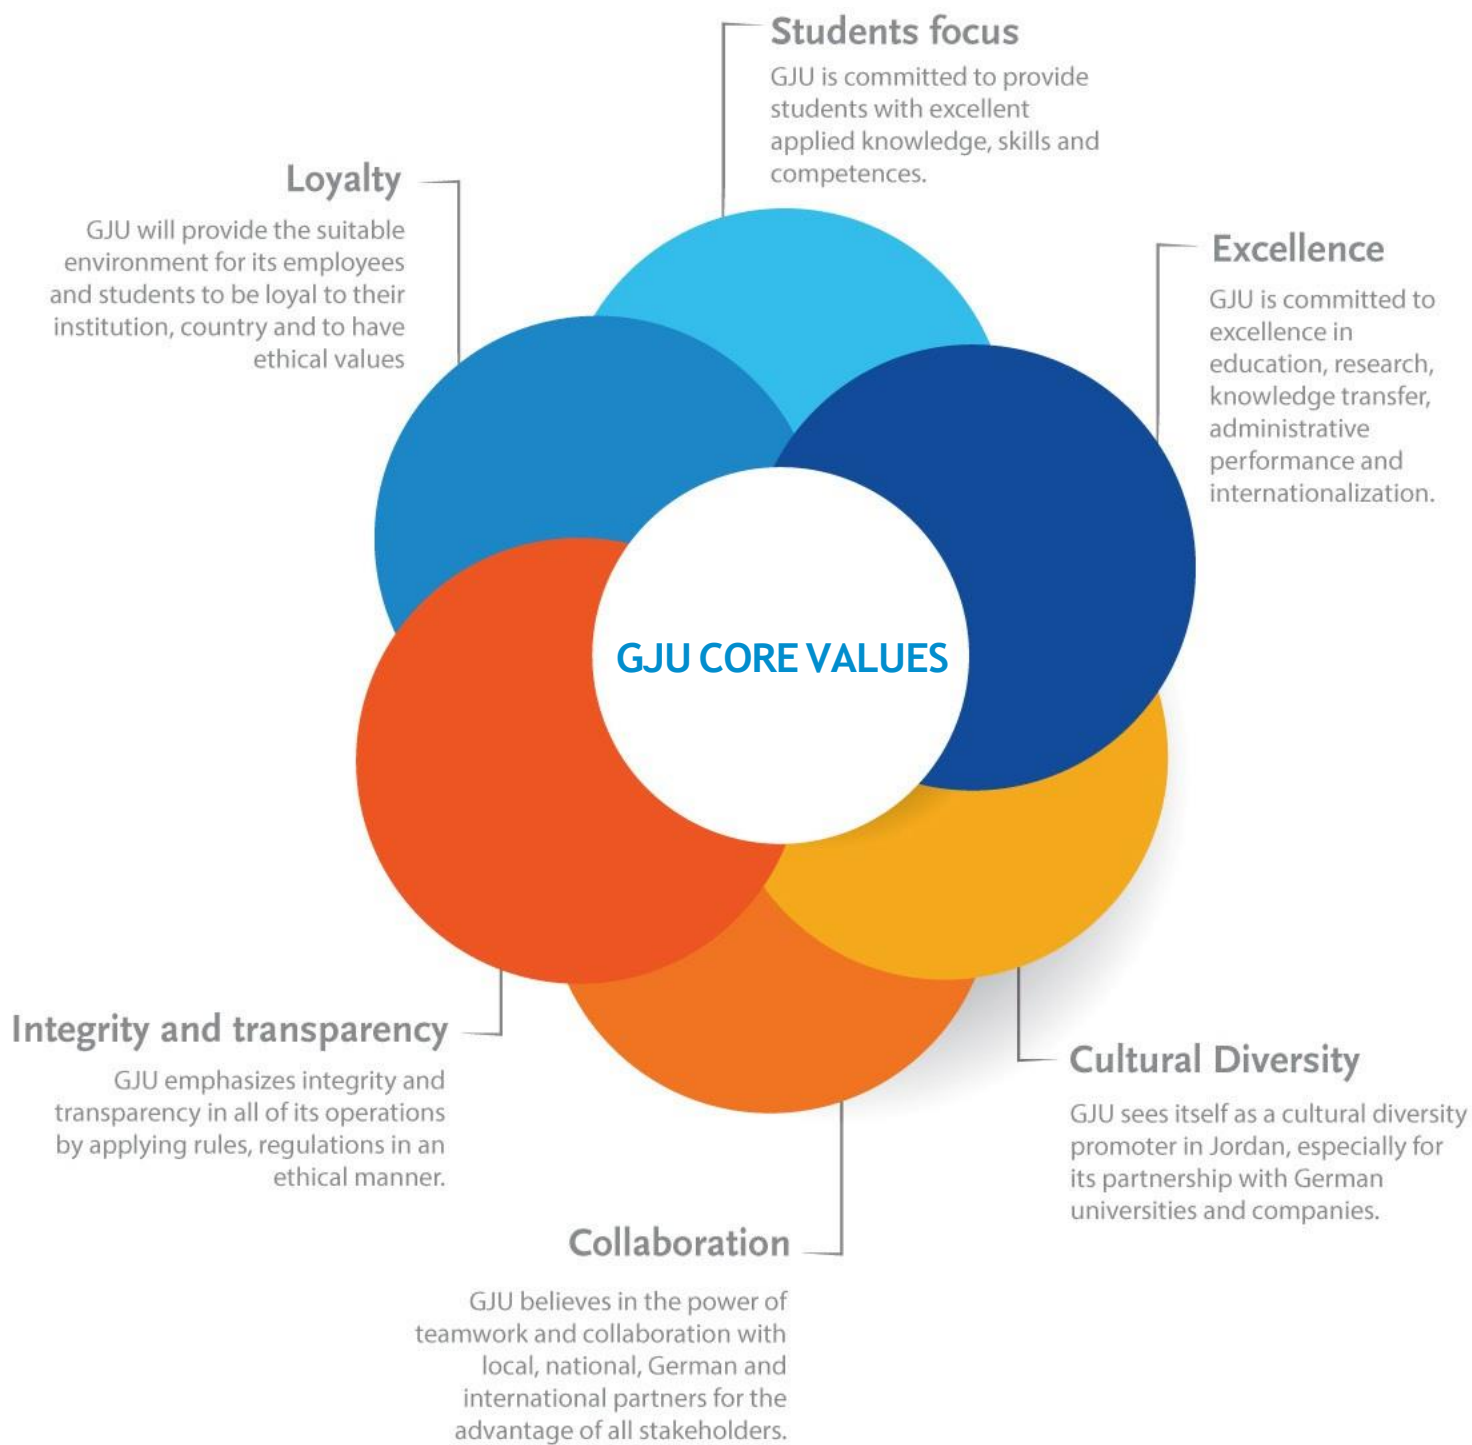 Students focus
GJU is committed to provide
students with excellent
applied knowledge, skills and
competences.
Loyalty
GJU will provide the suitable
environment for its employees
and students to be loyal to their
institution, country and to have
ethical values
Excellence
GJU is committed to
excellence in
education, research,
knowledge transfer,
administrative
performance and
internationalization.
GJU CORE VALUES
Integrity and transparency
GJU emphasizes integrity and
transparency in all of its operations
by applying rules, regulations in an
ethical manner.
Cultural Diversity
GJU sees itself as a cultural diversity
promoter in Jordan, especially for
its partnership with German
universities and companies.
Collaboration
GJU believes in the power of
teamwork and collaboration with
local, national, German and
international partners for the
advantage of all stakeholders.